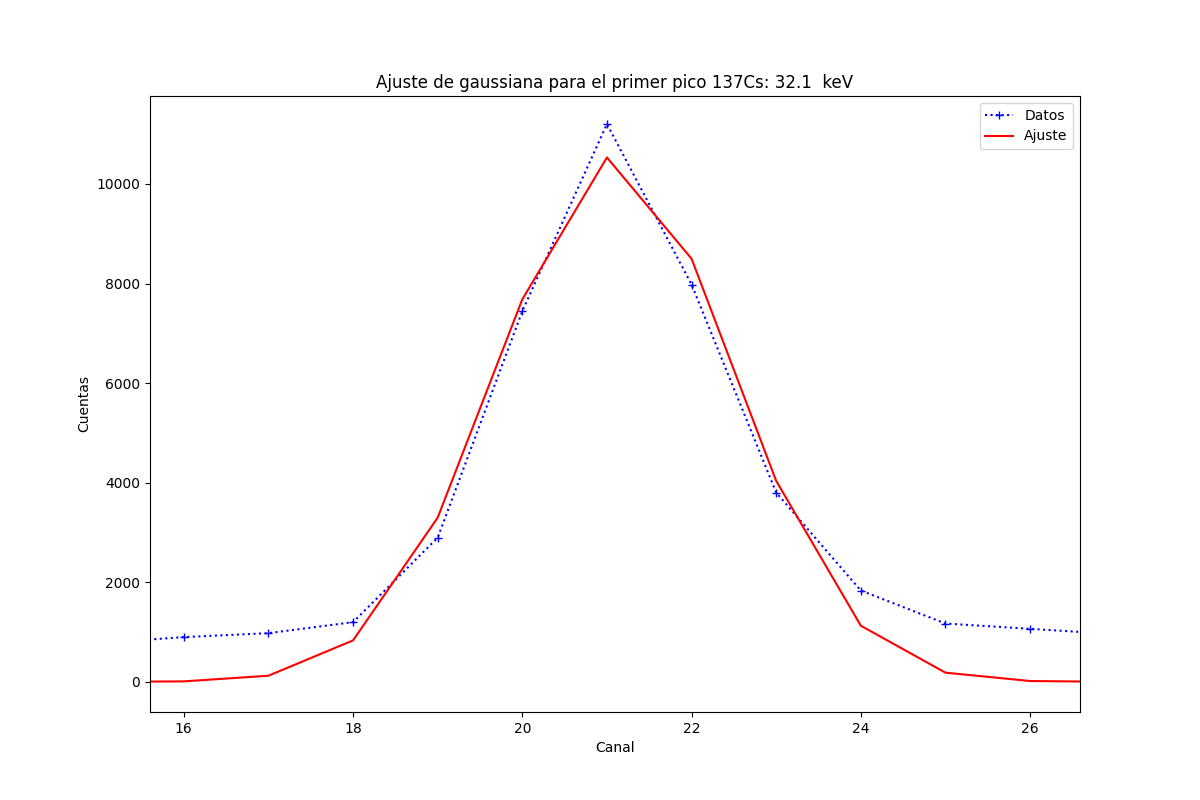 Ajuste de gaussiana para el primer pico 137Cs: 32.1  keV
Datos
Ajuste
10000
8000
6000
4000
2000
0
Cuentas
16
18
20
22
24
26
Canal